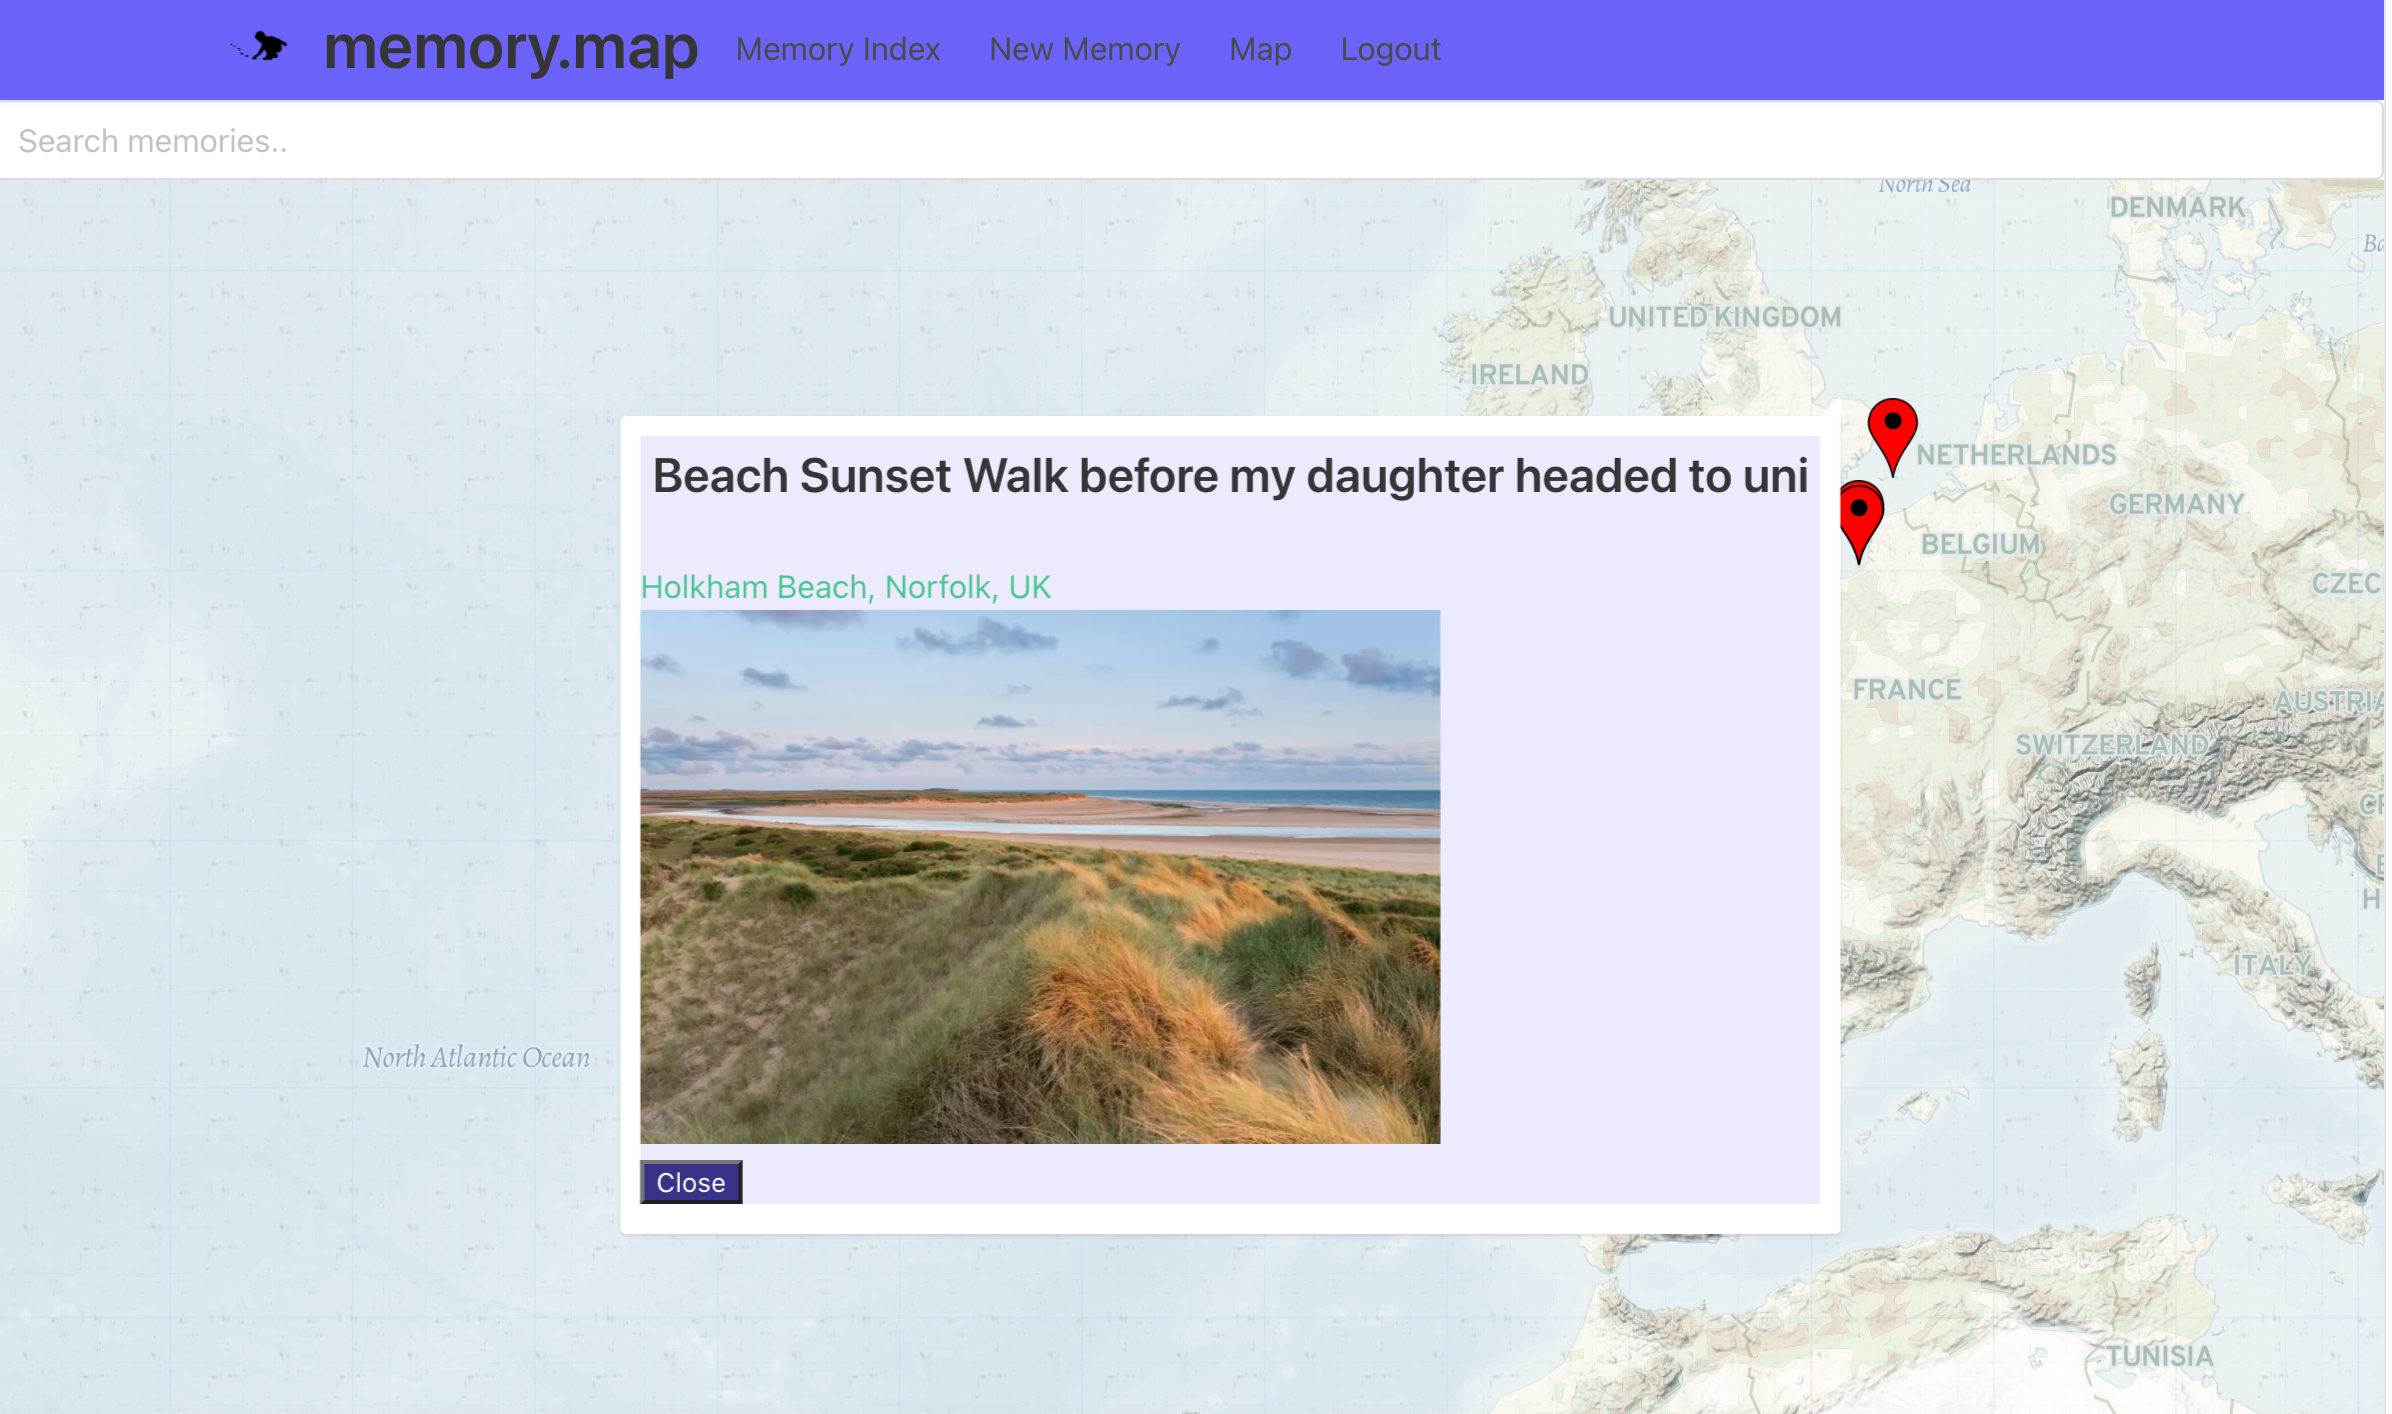 memory.map
Memory Index
New Memory
Map
Logout
Search memories..
North Sea
DENMARK
UNITED KINGDOM
IRELAND
Beach Sunset Walk before my daughter headed to uni
NETHERLANDS
GERMANY
BELGIUM
Holkham Beach, Norfolk, UK
CZEC
FRANCE
AUSTRIA
SWITZERLAND
ITALY
North Atlantic Ocean
Close
TUNISIA